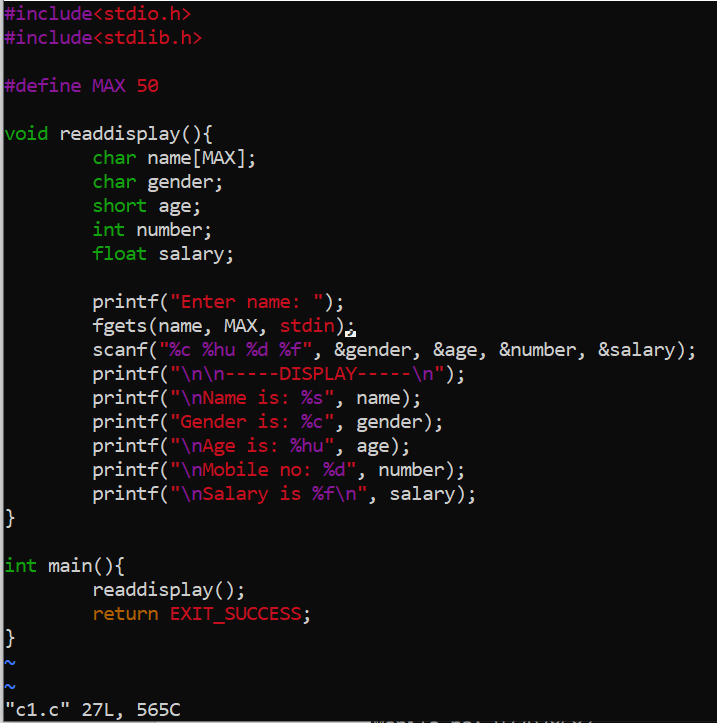 #include<stdio.h>
#include<stdlib.h>

#define MAX 50

void readdisplay(){
        char name[MAX];
        char gender;
        short age;
        int number;
        float salary;

        printf("Enter name: ");
        fgets(name, MAX, stdin);
        scanf("%c %hu %d %f", &gender, &age, &number, &salary);
        printf("\n\n-----DISPLAY-----\n");
        printf("\nName is: %s", name);
        printf("Gender is: %c", gender);
        printf("\nAge is: %hu", age);
        printf("\nMobile no: %d", number);
        printf("\nSalary is %f\n", salary);
}

int main(){
        readdisplay();
        return EXIT_SUCCESS;
}
~
~
"c1.c" 27L, 565C